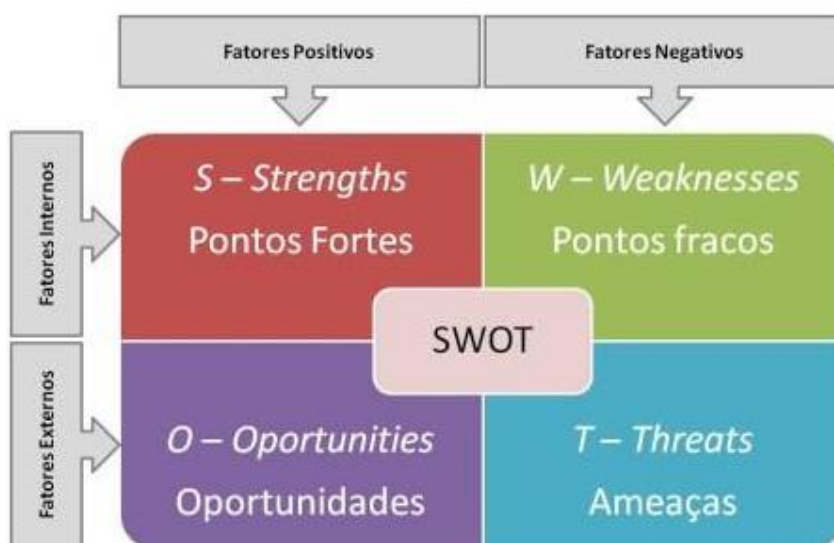 Fatores Positivos
Fatores Negativos
Fatores Internos
S – Strengths
Pontos Fortes
W – Weaknesses
Pontos fracos
SWOT
Fatores Externos
O – Oportunities
Oportunidades
T – Threats
Ameaças